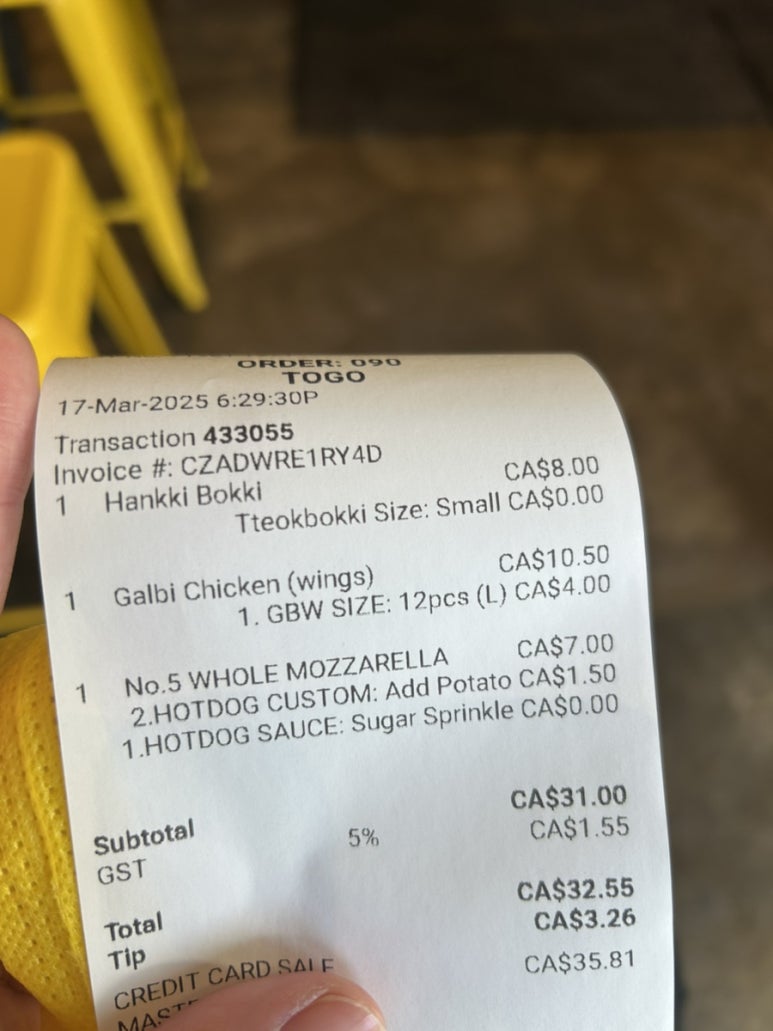 ORDER: 090
TOGO
17-Mar-2025 6:29:30P
Transaction 433055
Invoice #: CZADWRE1RY4D
1 Hankki Bokki CA$8.00
Tteokbokki Size: Small CA$0.00
1 Galbi Chicken (wings) CA$10.50
1. GBW SIZE: 12pcs (L) CA$4.00
1 No.5 WHOLE MOZZARELLA CA$7.00
2.HOTDOG CUSTOM: Add Potato CA$1.50
1.HOTDOG SAUCE: Sugar Sprinkle CA$0.00
Subtotal CA$31.00
GST 5% CA$1.55
Total CA$32.55
Tip CA$3.26
CREDIT CARD SALE CA$35.81